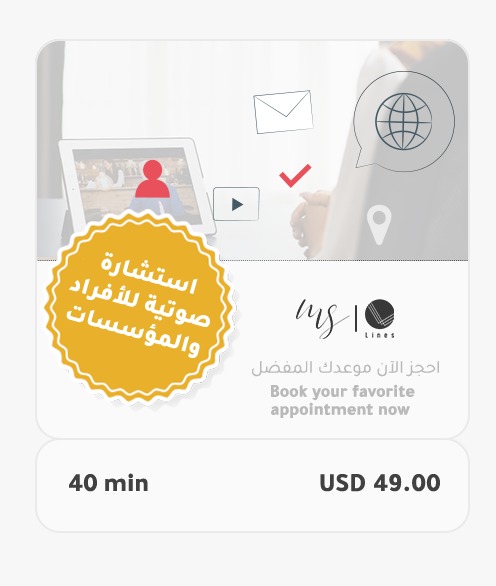 استشارة
صوتية للأفراد
والمؤسسات
ms | Lines
احجز الآن موعدك المفضل
Book your favorite
appointment now
40 min
USD 49.00